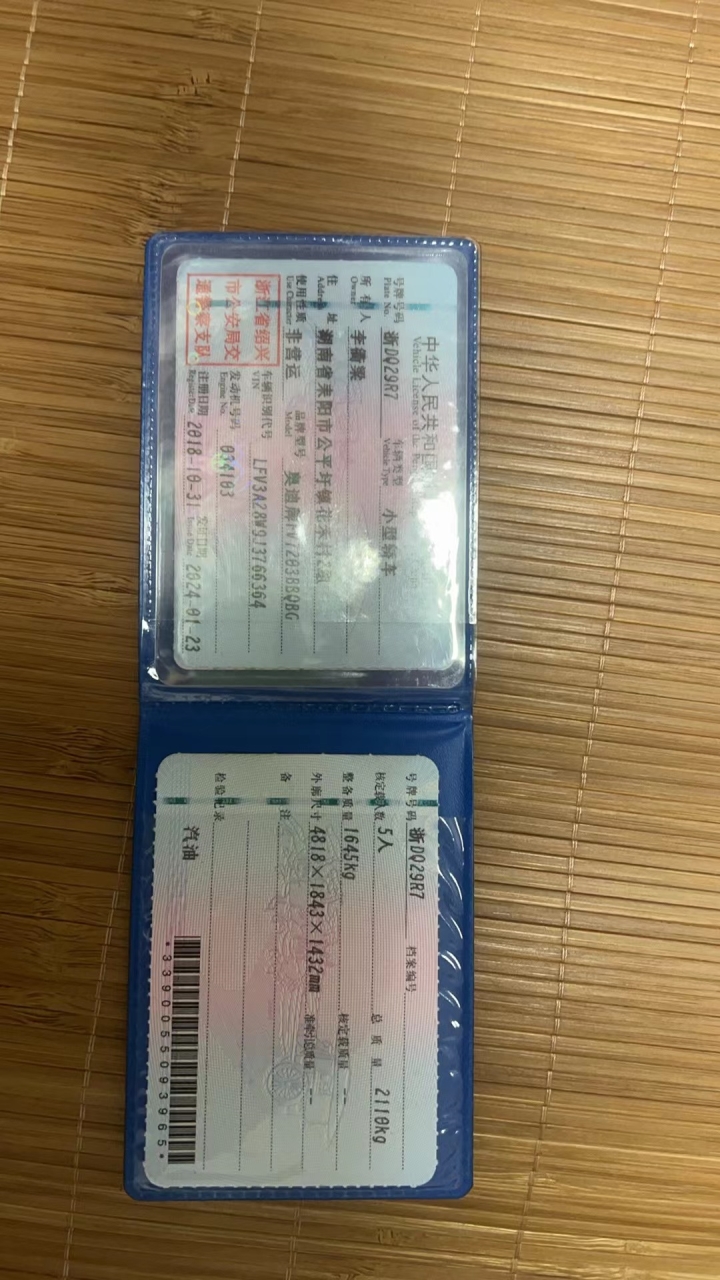 中华人民共和国
Vehicle License of the
号牌号码 浙DQ29R7 车辆类型 小型轿车
Plate No. Vehicle Type
所有人 李衡梁
Owner
住址 湖南省耒阳市公平圩镇花
Address
使用性质 非营运 品牌型号 奥迪牌FV7203BBQBG
Use Character Model
浙江省绍兴
市公安局交
通警察支队
车辆识别代号 LFV3A28W9J3766364
VIN
发动机号码 034103
Engine No.
注册日期 2018-10-31 发证日期 2024-01-23
Register Date Issue Date
号牌号码 浙DQ29R7 档案编号
核定载人数 5人 总质量 2110kg
整备质量 1645kg 核定载质量 --
外廓尺寸 4818×1843×1432mm 准牵引总质量 --
备注
检验记录
汽油
*3390055093965*